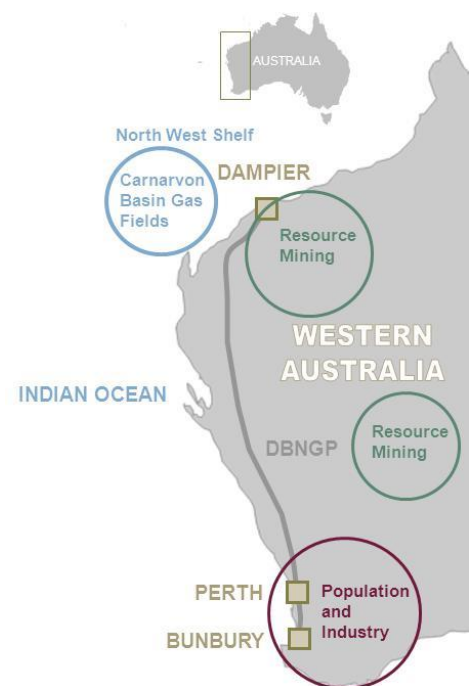 AUSTRALIA
North West Shelf
DAMPIER
Carnarvon
Basin Gas
Fields
Resource
Mining
WESTERN
AUSTRALIA
INDIAN OCEAN
Resource
Mining
DBNGP
PERTH
Population
and
Industry
BUNBURY